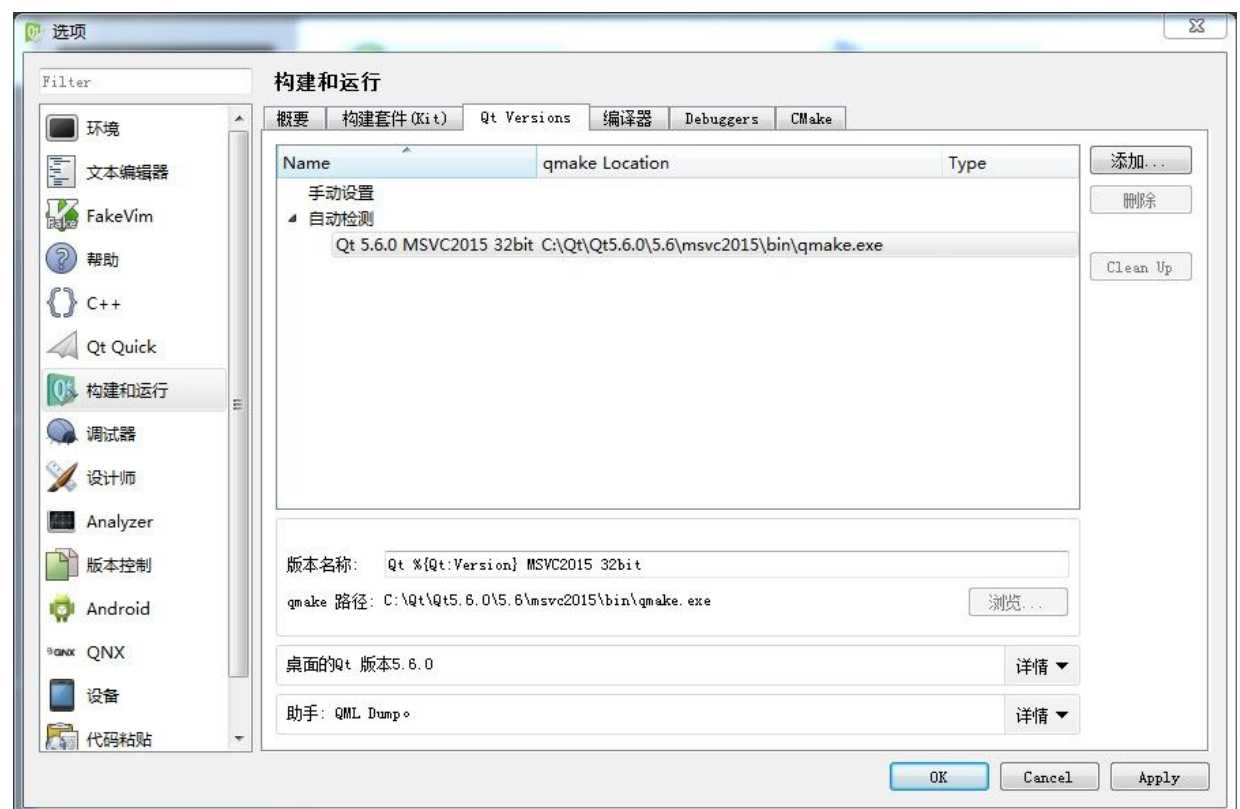 选项
Filter
环境
文本编辑器
FakeVim
帮助
C++
Qt Quick
构建和运行
调试器
设计师
Analyzer
版本控制
Android
QNX
设备
代码粘贴
构建和运行
概要 构建套件(Kit) Qt Versions 编译器 Debuggers CMake
Name qmake Location Type
手动设置
自动检测
Qt 5.6.0 MSVC2015 32bit C:\Qt\Qt5.6.0\5.6\msvc2015\bin\qmake.exe
添加...
删除
Clean Up
版本名称: Qt %{Qt:Version} MSVC2015 32bit
qmake 路径: C:\Qt\Qt5.6.0\5.6\msvc2015\bin\qmake.exe 浏览...
桌面的Qt 版本5.6.0 详情
助手: QML Dump。 详情
OK Cancel Apply